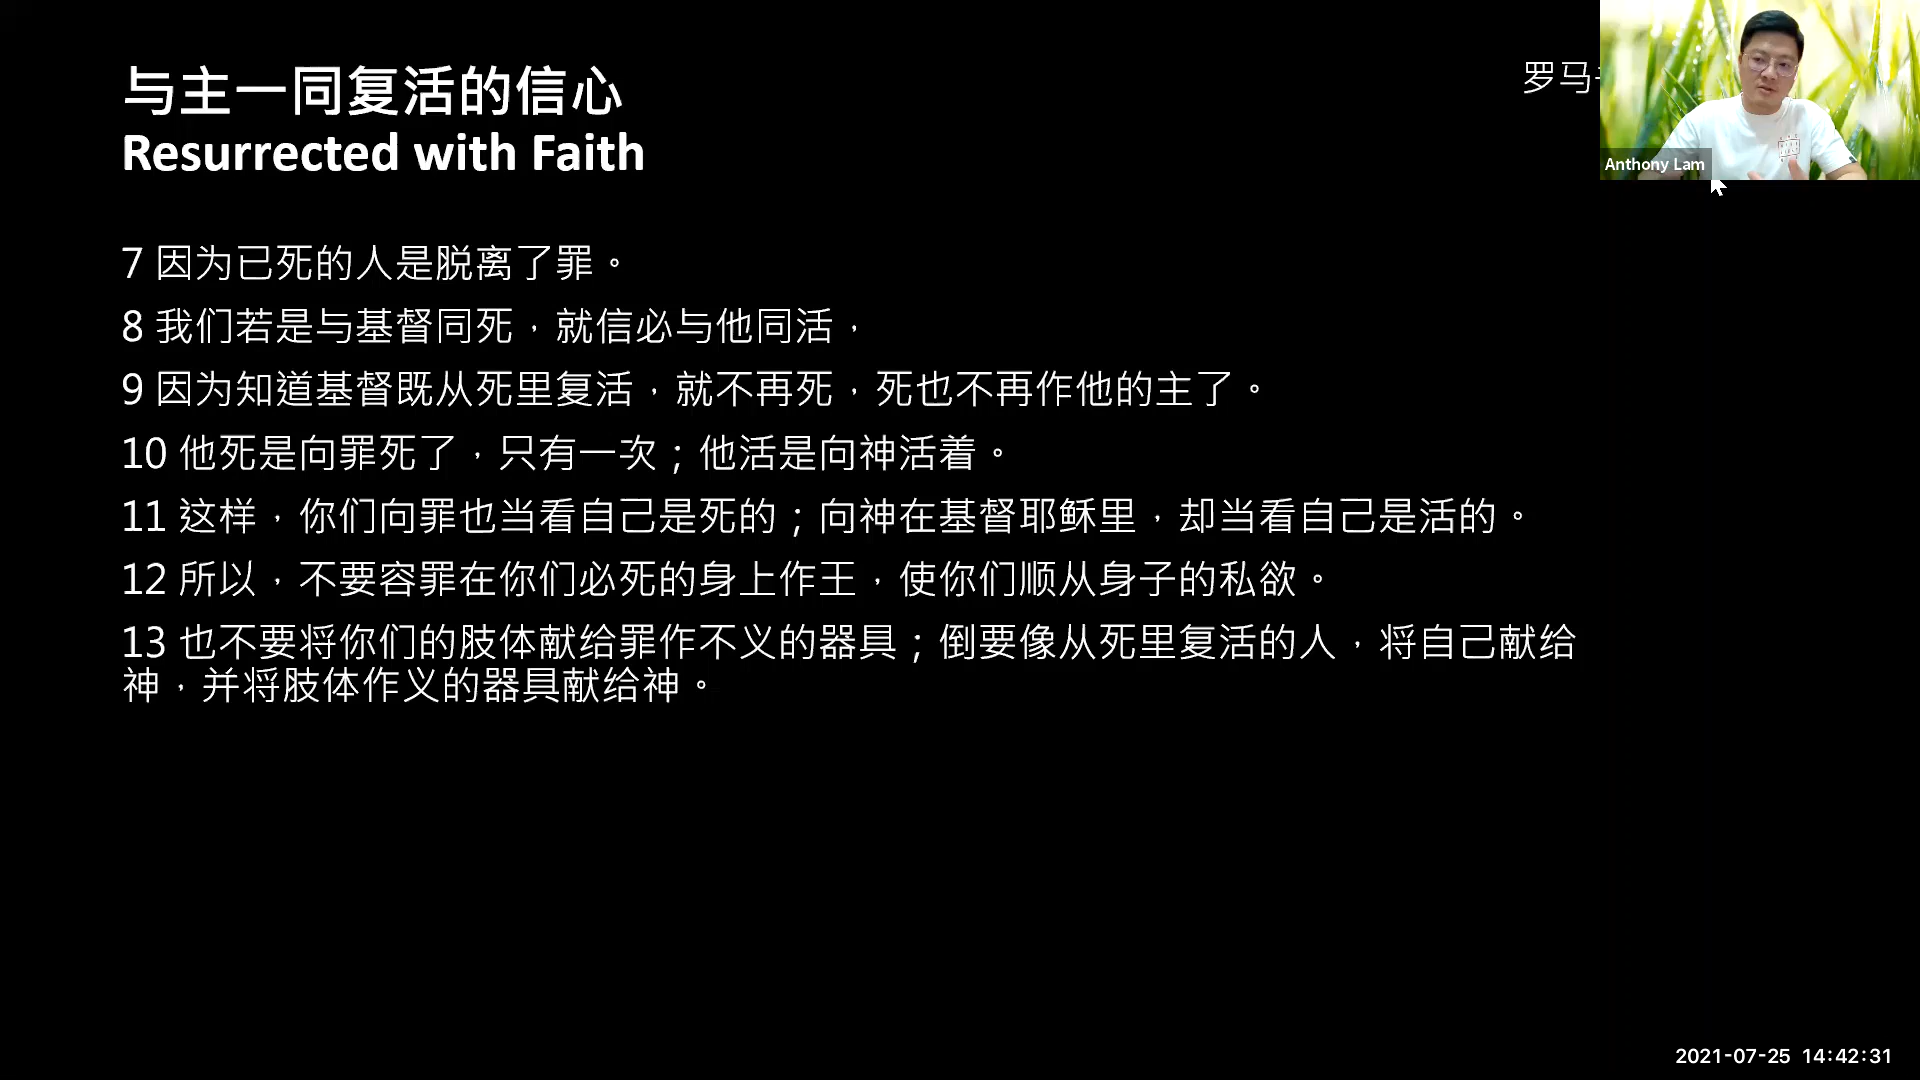 与主一同复活的信心
Resurrected with Faith
罗马
Anthony Lam
7 因为已死的人是脱离了罪。
8 我们若是与基督同死，就信必与他同活，
9 因为知道基督既从死里复活，就不再死，死也不再作他的主了。
10 他死是向罪死了，只有一次；他活是向神活着。
11 这样，你们向罪也当看自己是死的；向神在基督耶稣里，却当看自己是活的。
12 所以，不要容罪在你们必死的身上作王，使你们顺从身子的私欲。
13 也不要将你们的肢体献给罪作不义的器具；倒要像从死里复活的人，将自己献给
神，并将肢体作义的器具献给神。
2021-07-25 14:42:31